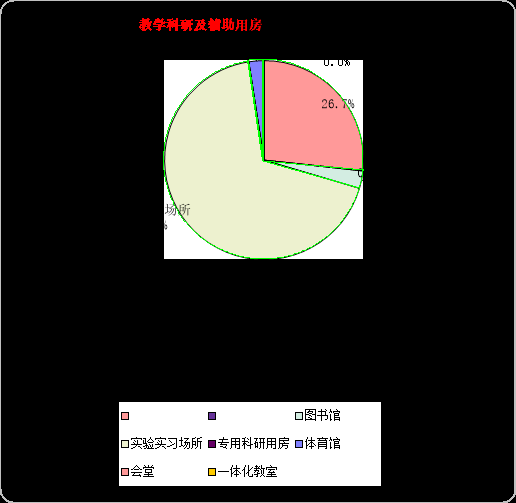 教学科研及辅助用房
0.0%
26.7%
场所
%
图书馆
实验实习场所 专用科研用房 体育馆
会堂 一体化教室